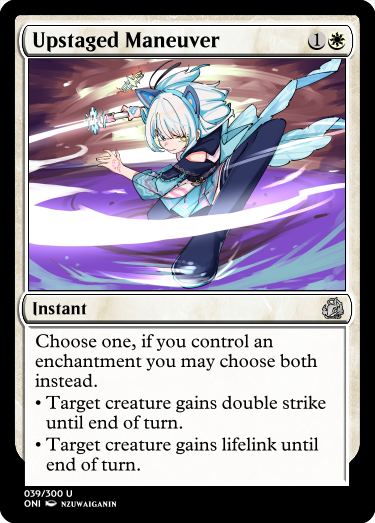 Upstaged Maneuver 1
Instant
Choose one, if you control an
enchantment you may choose both
instead.
• Target creature gains double strike
until end of turn.
• Target creature gains lifelink until
end of turn.
039/300 U
ONI NZUWAIGANIN